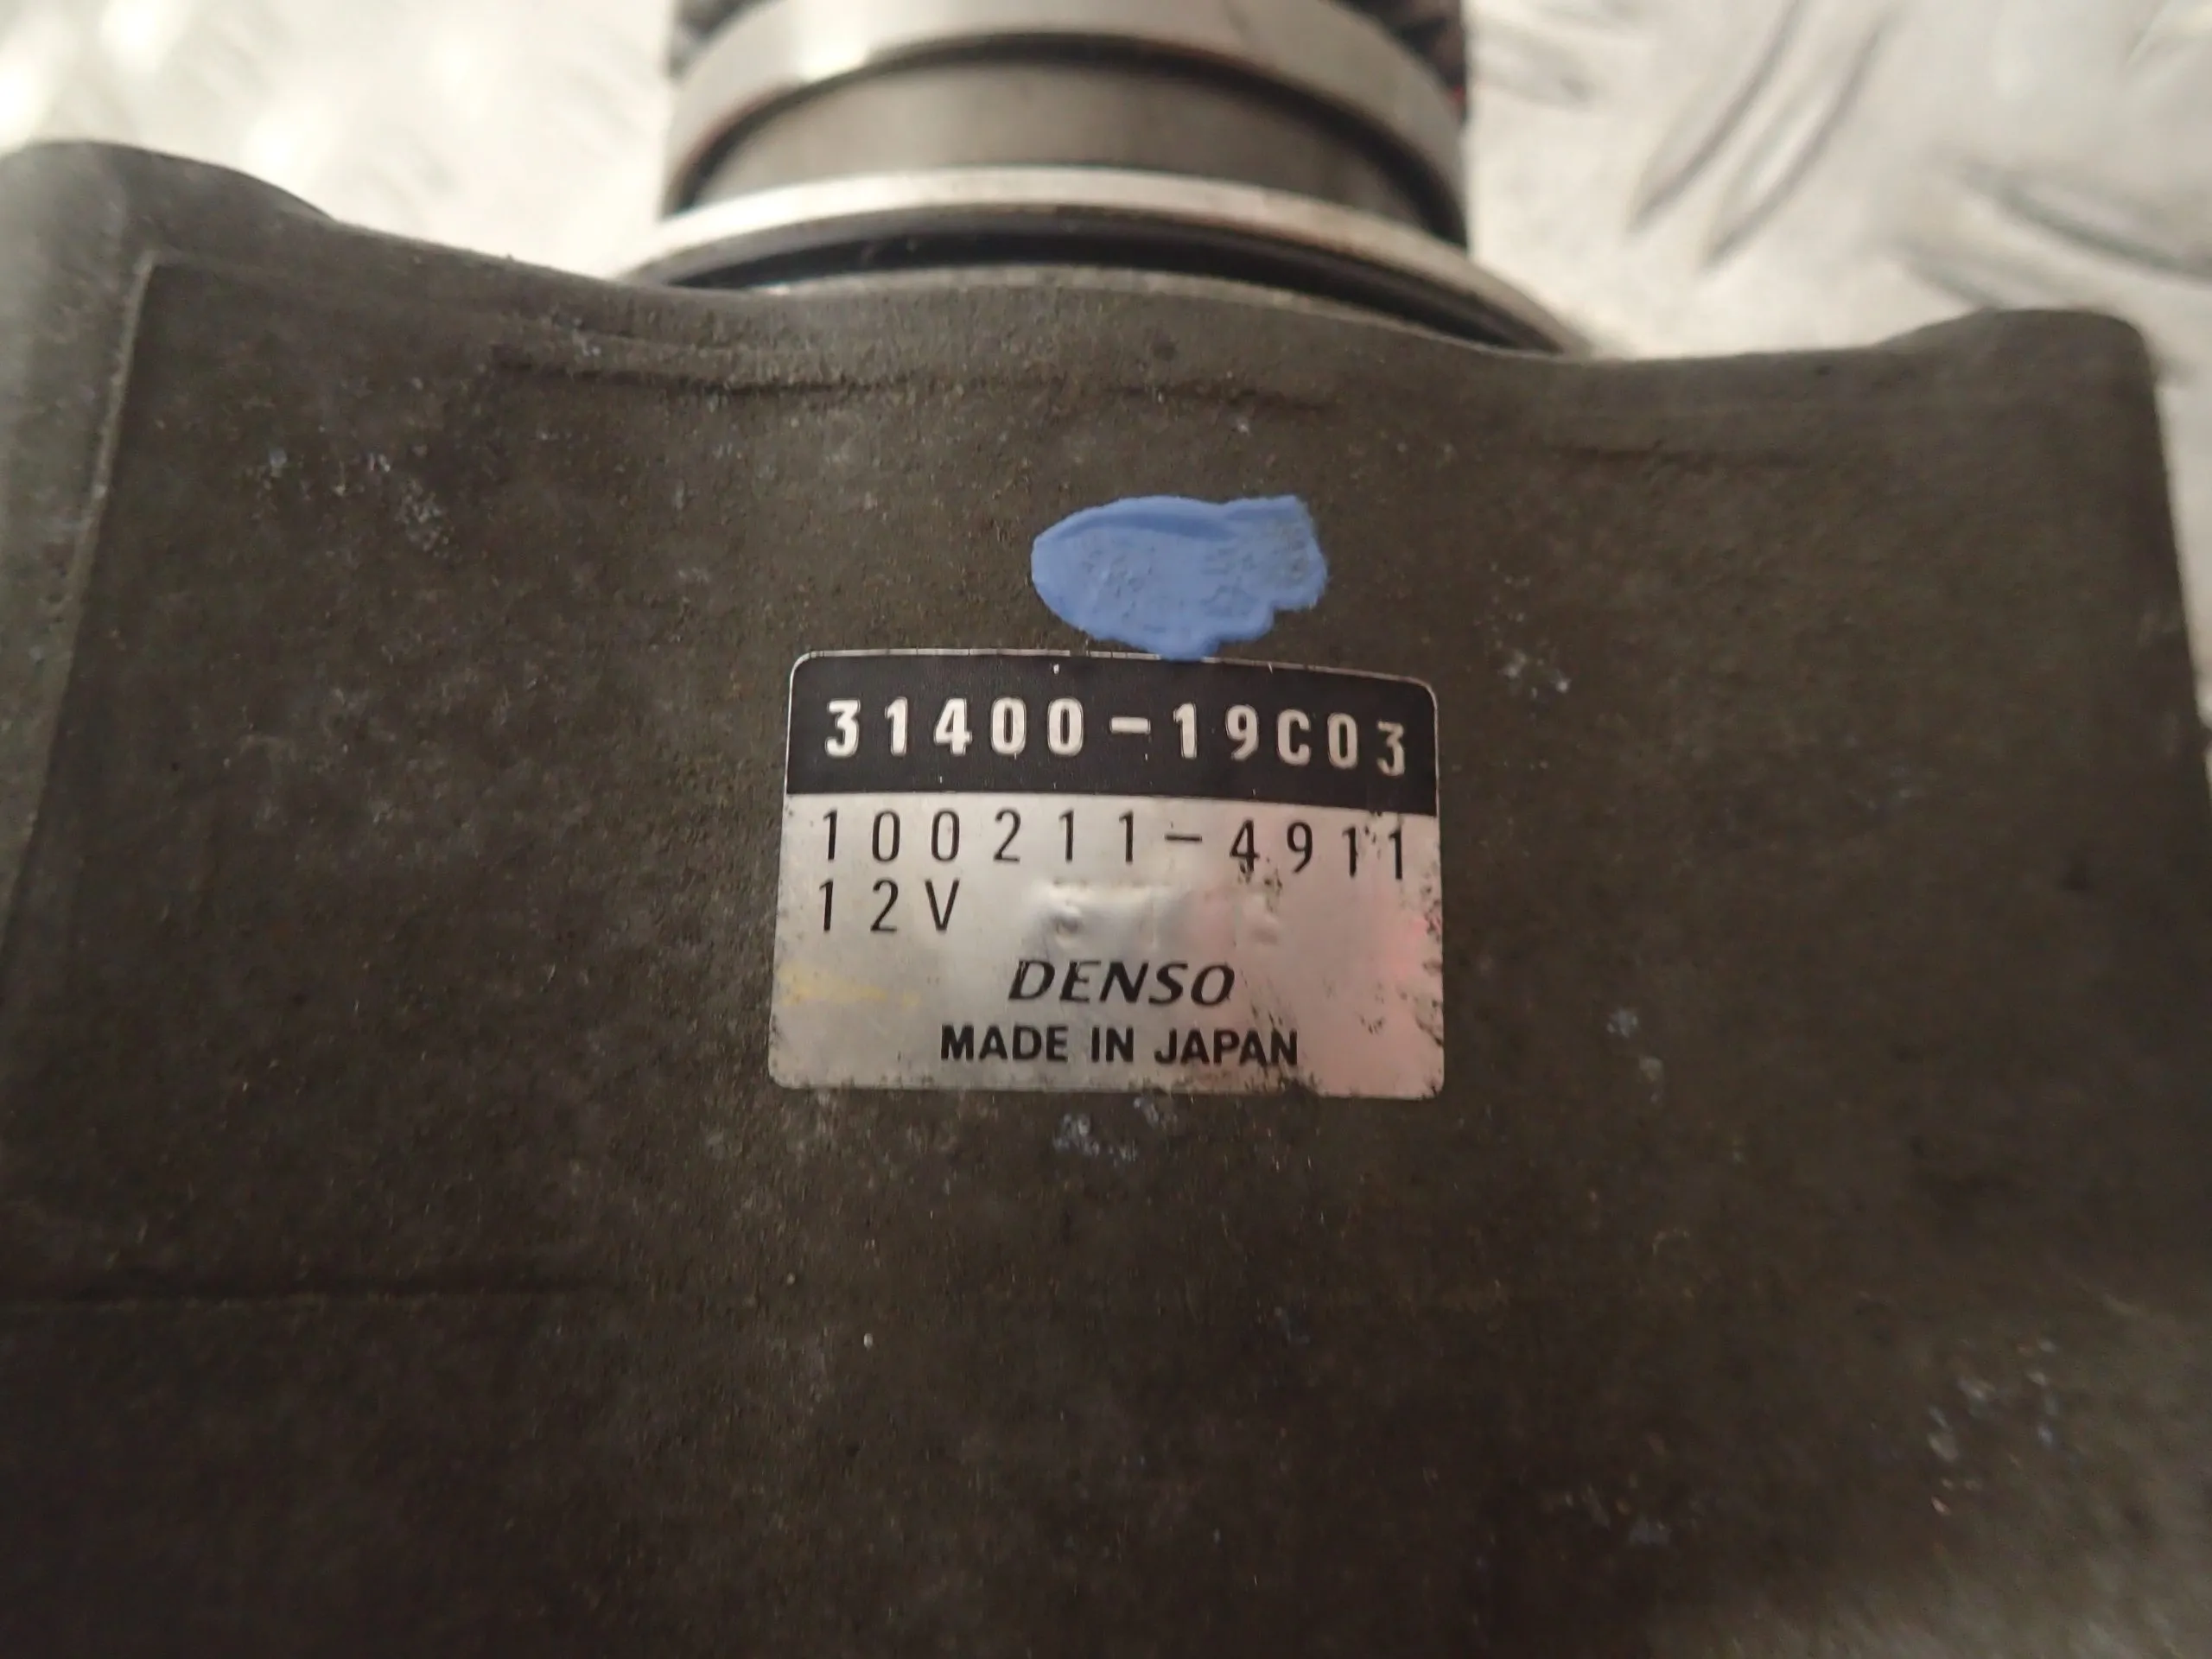 31400-19C03
100211-4911
12V
DENSO
MADE IN JAPAN